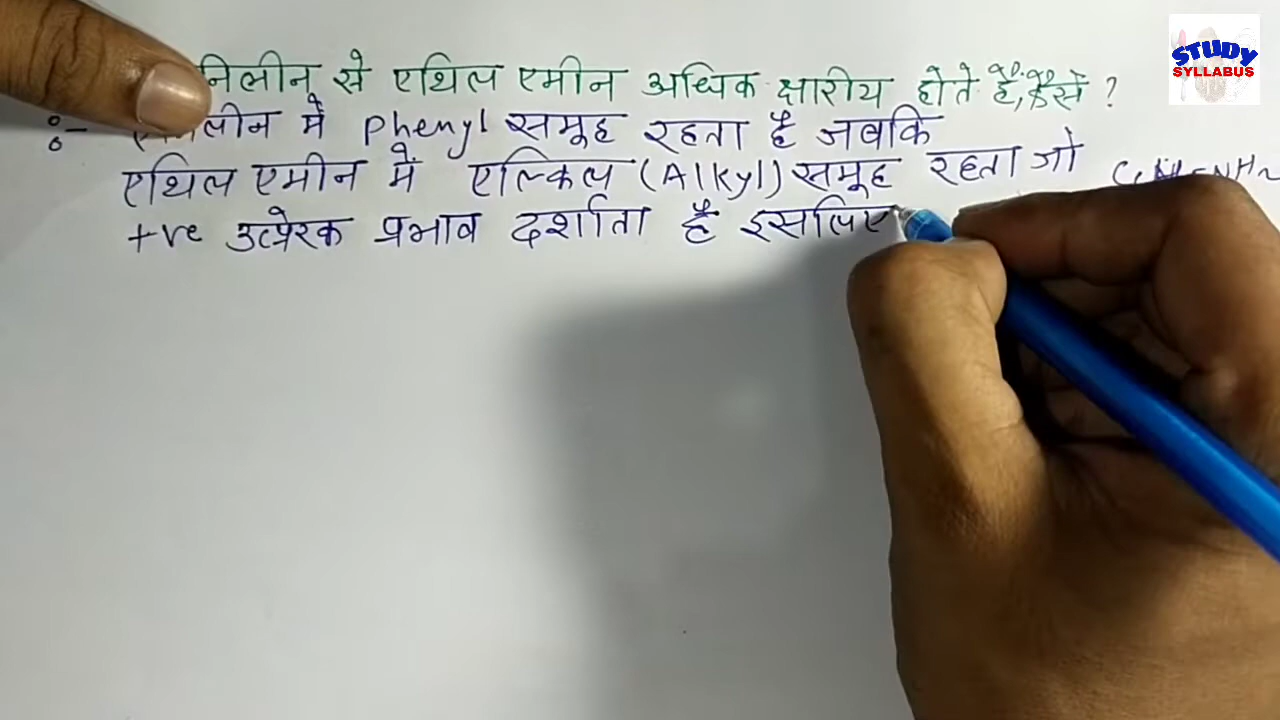 STUDY
SYLLABUS
निलीन से एथिल एमीन अधिक क्षारीय होते हैं, कैसे ?
लीन में Phenyl समूह रहता है जबकि
एथिल एमीन में एल्किल (Alkyl) समूह रहता जो
+ve उत्प्रेरक प्रभाव दर्शाता है इसलिए